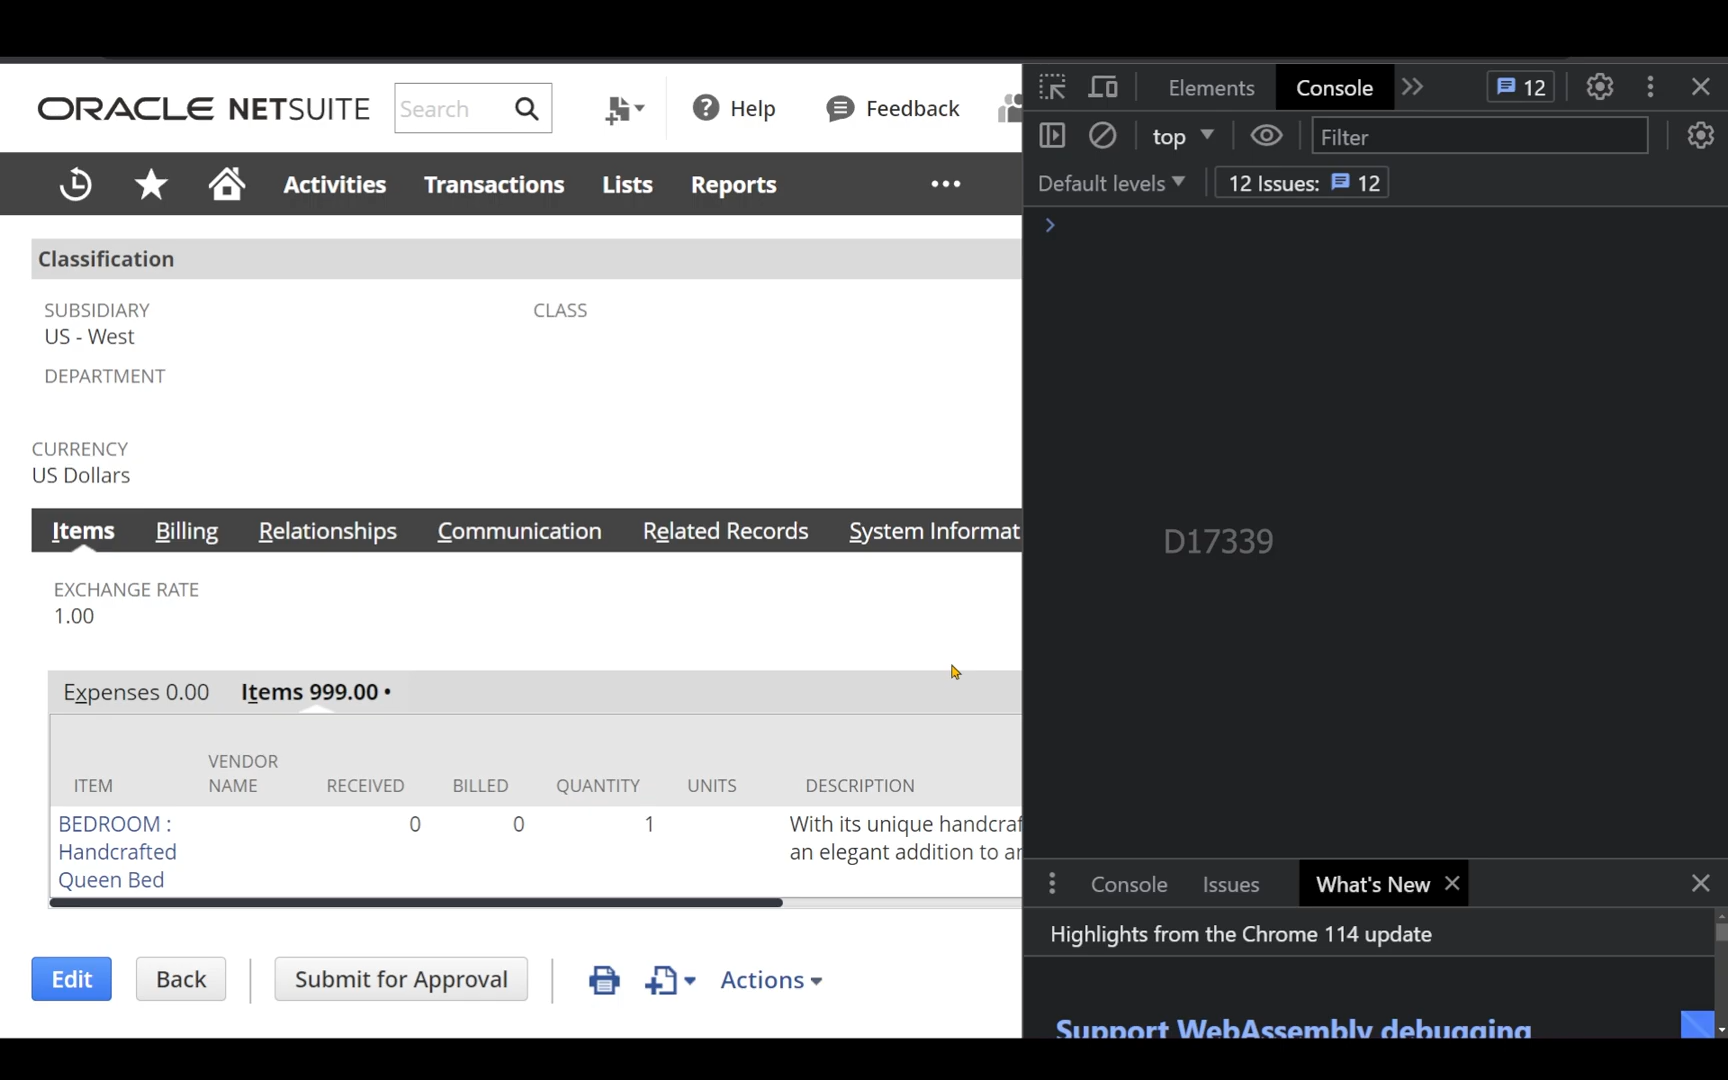 ORACLE NETSUITE
Search
Help
Feedback
Activities
Transactions
Lists
Reports
Classification
SUBSIDIARY
US - West
CLASS
DEPARTMENT
CURRENCY
US Dollars
Items
Billing
Relationships
Communication
Related Records
System Informat
EXCHANGE RATE
1.00
Expenses 0.00
Items 999.00 •
ITEM
VENDOR
NAME
RECEIVED
BILLED
QUANTITY
UNITS
DESCRIPTION
BEDROOM :
Handcrafted
Queen Bed
0
0
1
With its unique handcraf
an elegant addition to ar
Edit
Back
Submit for Approval
Actions
Elements
Console
12
top
Filter
Default levels
12 Issues: 12
D17339
Console
Issues
What's New
Highlights from the Chrome 114 update
Support WebAssembly debugging